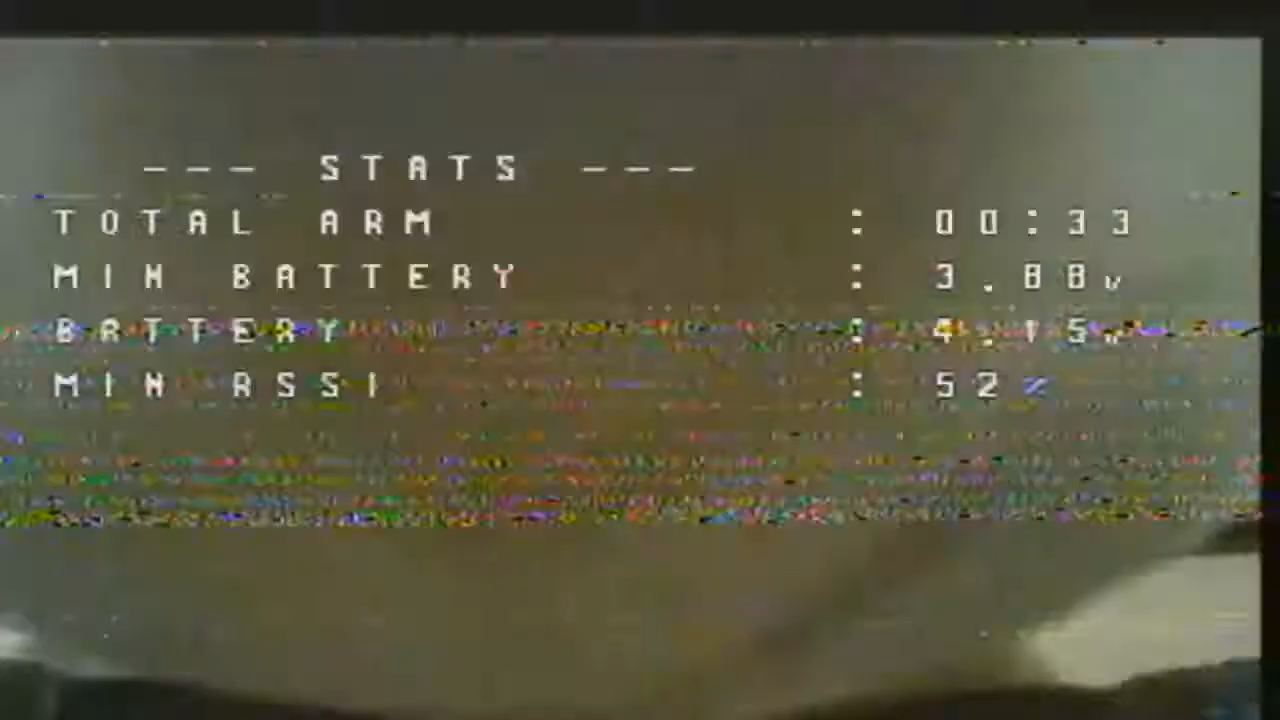 --- STATS ---
TOTAL ARM : 00:33
MIN BATTERY : 3.88v
BATTERY : 4.15v
MIN RSSI : 52%